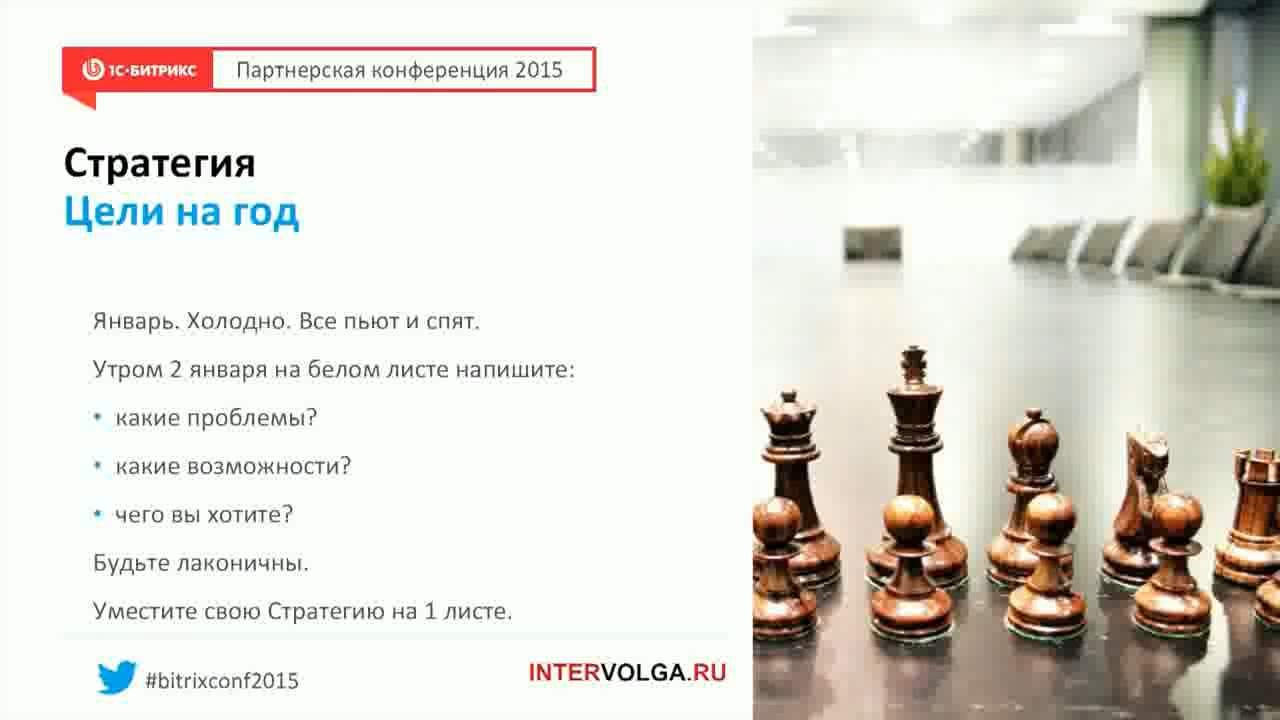 1С-БИТРИКС Партнерская конференция 2015
Стратегия
Цели на год
Январь. Холодно. Все пьют и спят.
Утром 2 января на белом листе напишите:
• какие проблемы?
• какие возможности?
• чего вы хотите?
Будьте лаконичны.
Уместите свою Стратегию на 1 листе.
#bitrixconf2015
INTERVOLGA.RU